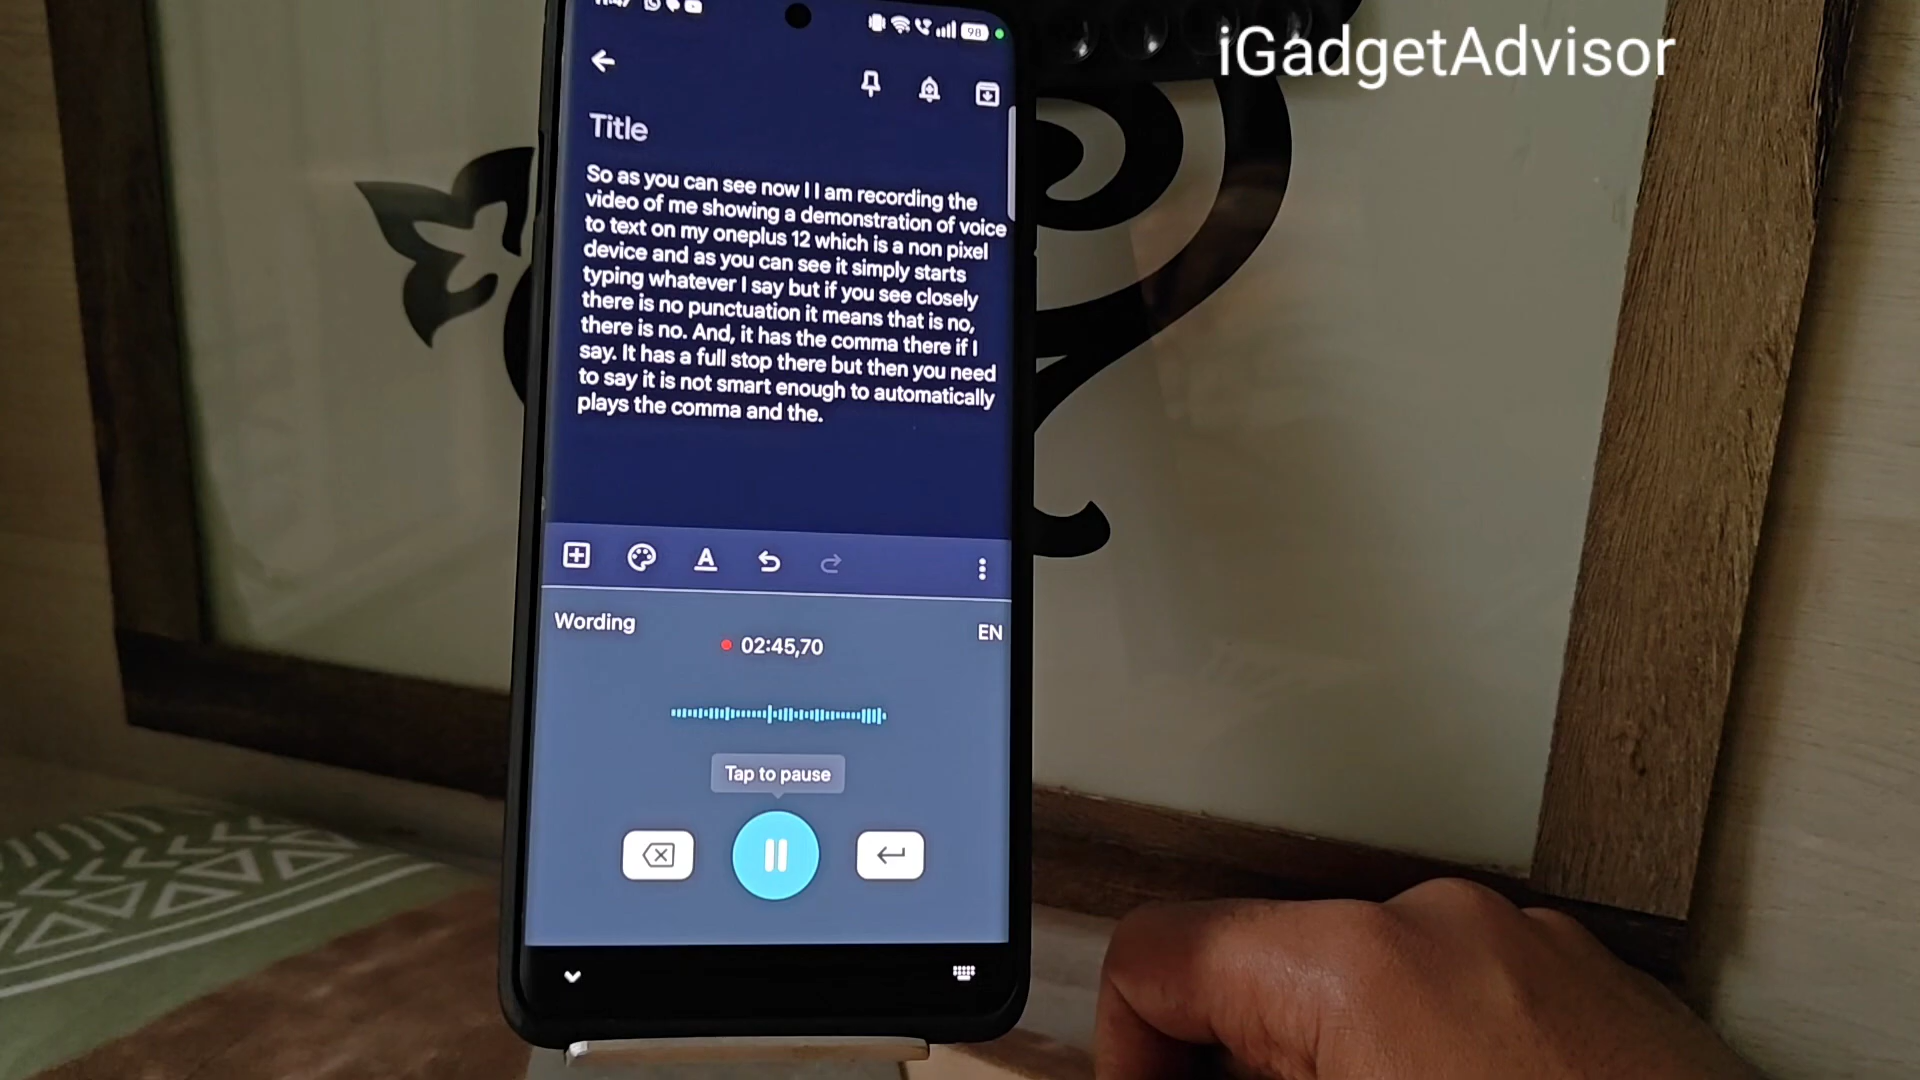 iGadgetAdvisor
98
Title
So as you can see now I I am recording the
video of me showing a demonstration of voice
to text on my oneplus 12 which is a non pixel
device and as you can see it simply starts
typing whatever I say but if you see closely
there is no punctuation it means that is no,
there is no. And, it has the comma there if I
say. It has a full stop there but then you need
to say it is not smart enough to automatically
plays the comma and the.
A
Wording
EN
02:45,70
Tap to pause